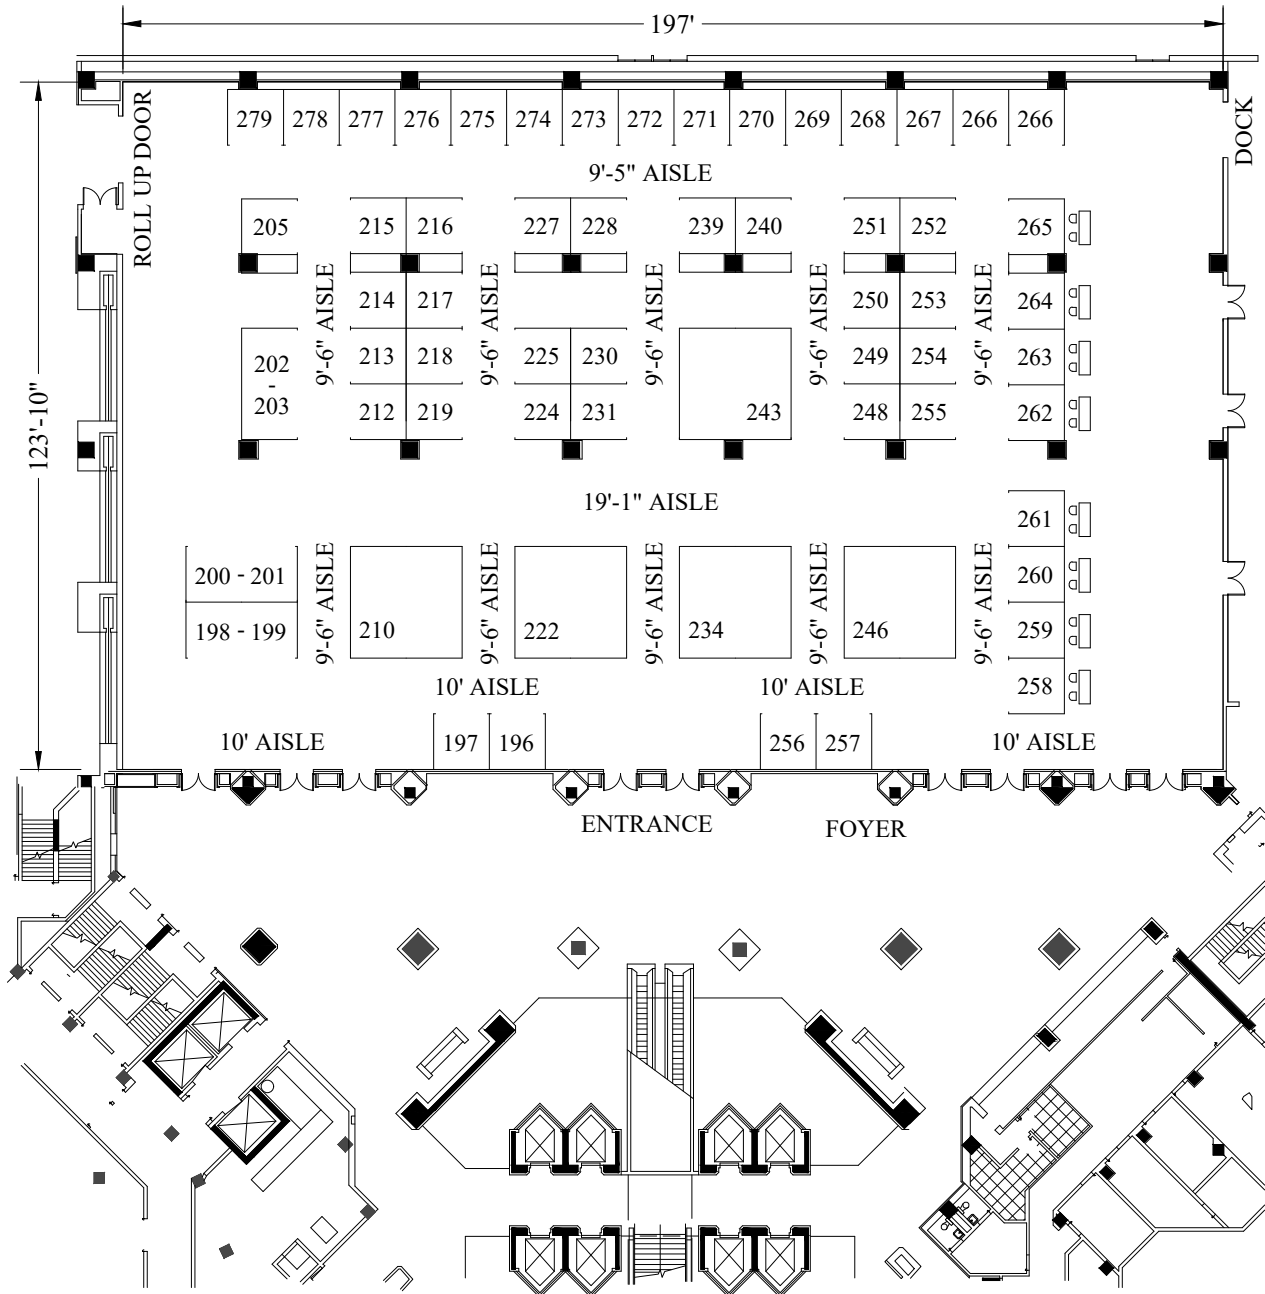 197'
ROLL UP DOOR
DOCK
123'-10"
279 278 277 276 275 274 273 272 271 270 269 268 267 266 266
9'-5" AISLE
205 215 216 227 228 239 240 251 252 265
9'-6" AISLE 9'-6" AISLE 9'-6" AISLE 9'-6" AISLE 9'-6" AISLE
214 217 250 253 264
202 - 203
213 218 225 230 249 254 263
212 219 224 231 243 248 255 262
19'-1" AISLE
261
9'-6" AISLE 9'-6" AISLE 9'-6" AISLE 9'-6" AISLE 9'-6" AISLE
200 - 201 260
198 - 199 210 222 234 246 259
10' AISLE 10' AISLE 258
10' AISLE 197 196 256 257 10' AISLE
ENTRANCE FOYER